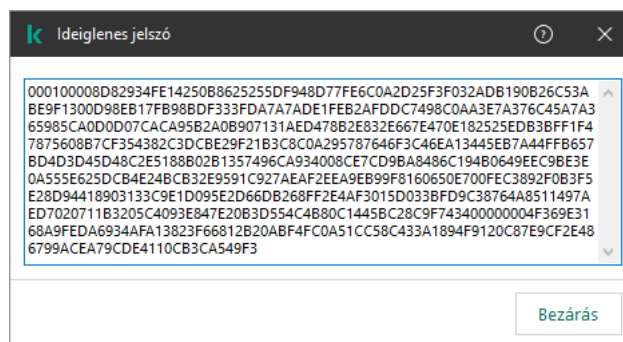 Ideiglenes jelszó
000100008D82934FE14250B8625255DF948D77FE6C0A2D25F3F032ADB190B26C53A
BE9F1300D98EB17FB98BDF333FDA7A7ADE1FEB2AFDDC7498C0AA3E7A376C45A7A3
65985CA0D0D07CACA95B2A0B907131AED478B2E832E667E470E182525EDB3BFF1F4
7875608B7CF354382C3DCBE29F21B3C8C0A295787646F3C46EA13445EB7A44FFB657
BD4D3D45D48C2E5188B02B1357496CA934008CE7CD9BA8486C194B0649EEC9BE3E
0A555E625DCB4E24BCB32E9591C927AEAF2EEA9EB99F8160650E700FEC3892F0B3F5
E28D94418903133C9E1D095E2D66DB268FF2E4AF3015D033BFD9C38764A8511497A
ED7020711B3205C4093E847E20B3D554C4B80C1445BC28C9F743400000004F369E31
68A9FEDA6934AFA13823F66812B20ABF4FC0A51CC58C433A1894F9120C87E9CF2E48
6799ACEA79CDE4110CB3CA549F3
Bezárás